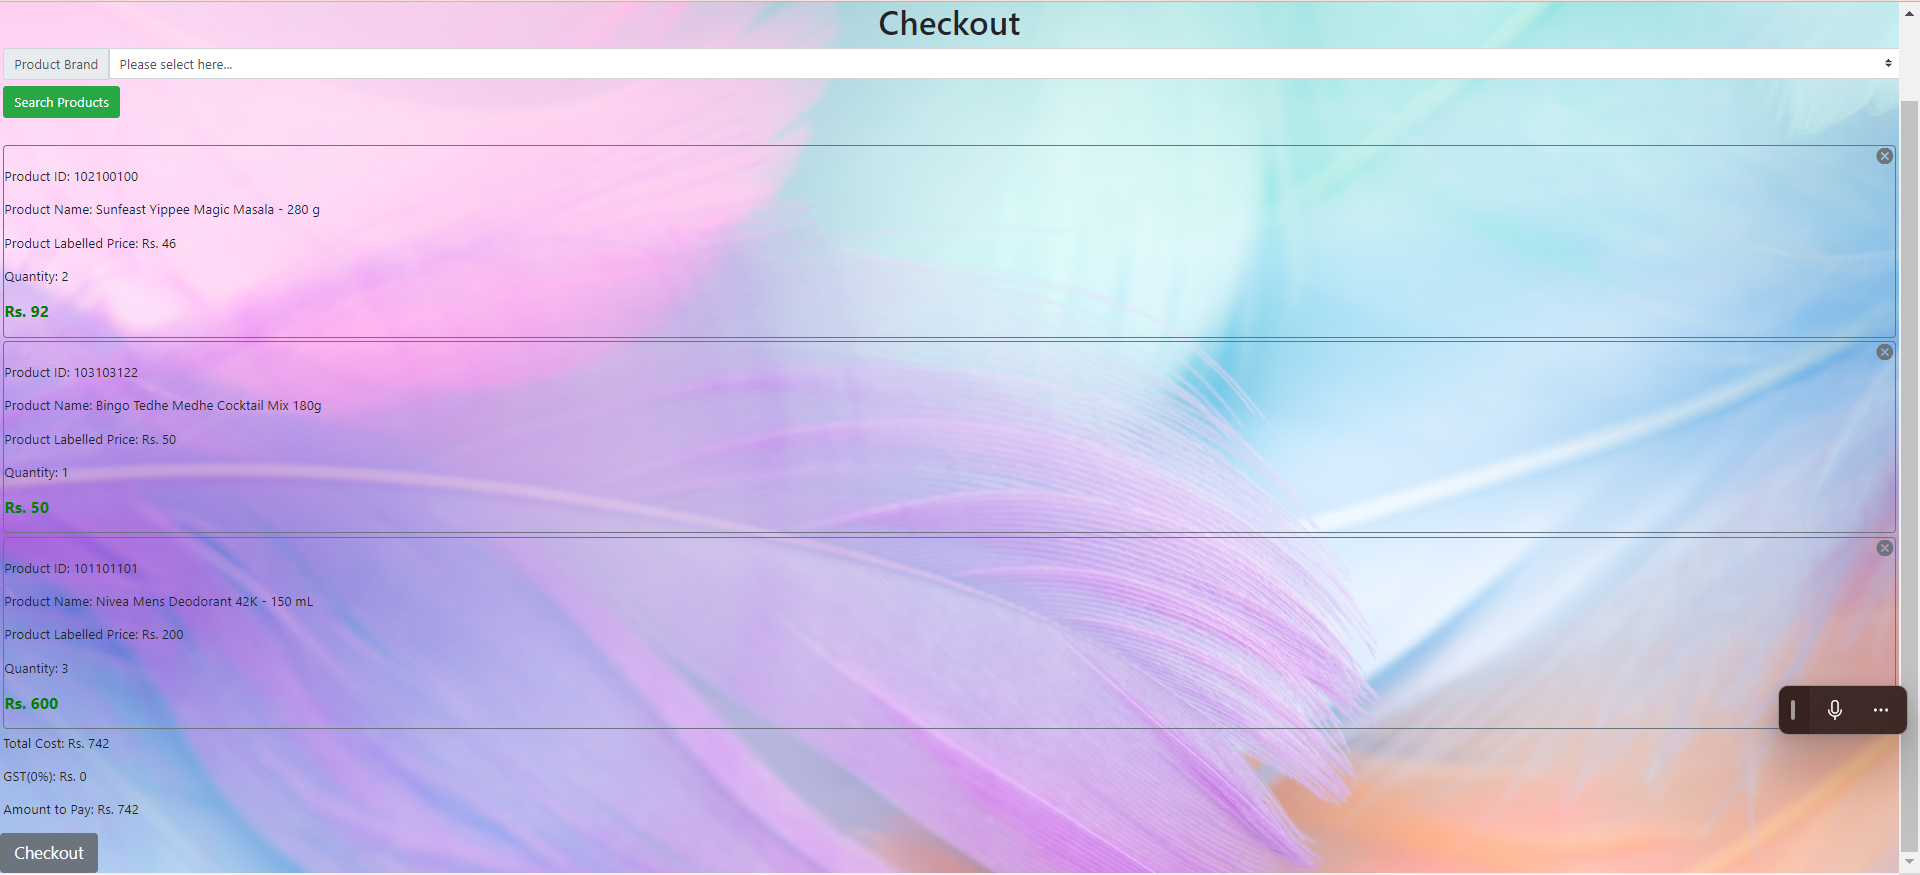 Checkout
Product Brand Please select here...
Search Products
Product ID: 102100100
Product Name: Sunfeast Yippee Magic Masala - 280 g
Product Labelled Price: Rs. 46
Quantity: 2
Rs. 92
Product ID: 103103122
Product Name: Bingo Tedhe Medhe Cocktail Mix 180g
Product Labelled Price: Rs. 50
Quantity: 1
Rs. 50
Product ID: 101101101
Product Name: Nivea Mens Deodorant 42K - 150 mL
Product Labelled Price: Rs. 200
Quantity: 3
Rs. 600
Total Cost: Rs. 742
GST(0%): Rs. 0
Amount to Pay: Rs. 742
Checkout